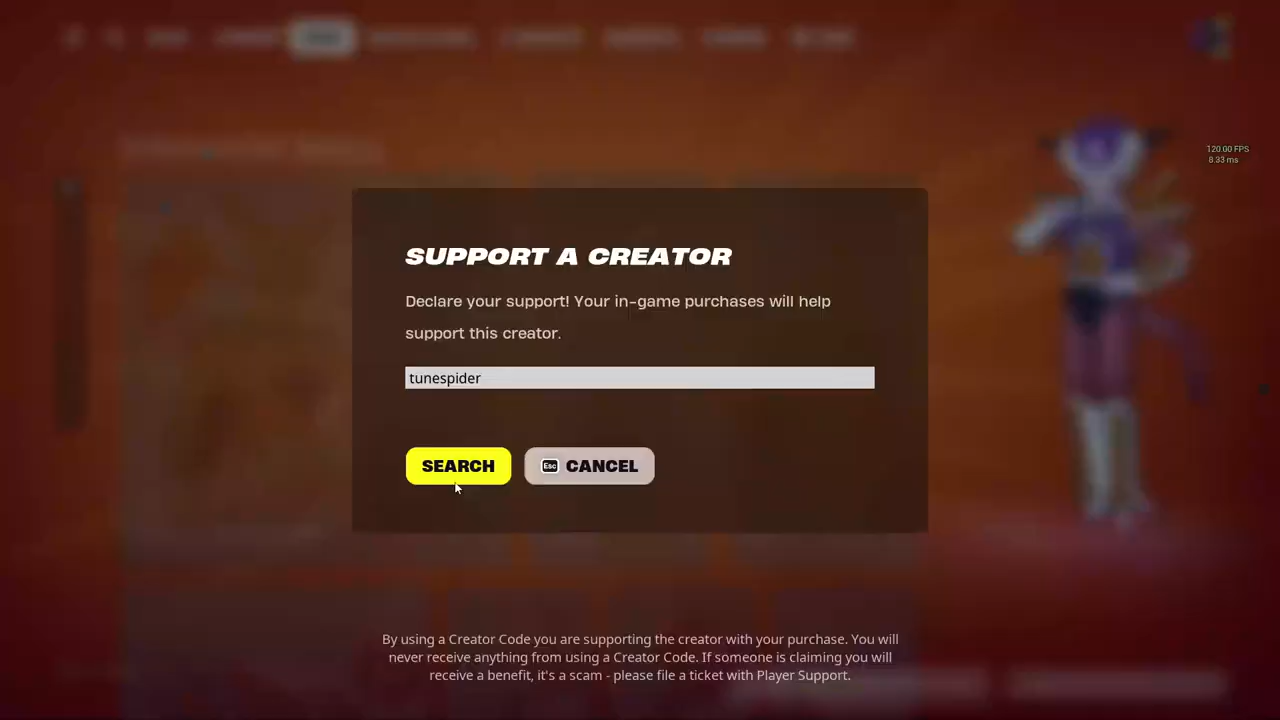 120.00 FPS
8.33 ms
SUPPORT A CREATOR
Declare your support! Your in-game purchases will help
support this creator.
tunespider
SEARCH
Esc CANCEL
By using a Creator Code you are supporting the creator with your purchase. You will
never receive anything from using a Creator Code. If someone is claiming you will
receive a benefit, it's a scam - please file a ticket with Player Support.